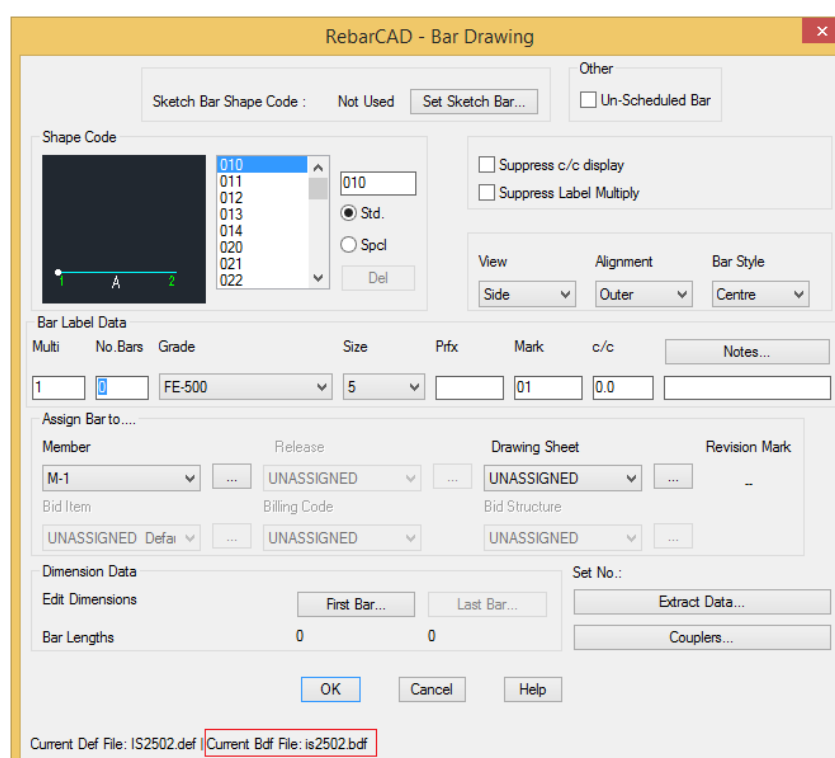 RebarCAD - Bar Drawing
Other
Sketch Bar Shape Code : Not Used Set Sketch Bar... Un-Scheduled Bar
Shape Code
010
011
012
013
014
020
021
022
010
Std.
Spcl
Del
1 A 2
Suppress c/c display
Suppress Label Multiply
View Alignment Bar Style
Side Outer Centre
Bar Label Data
Multi No.Bars Grade Size Prfx Mark c/c Notes...
1 0 FE-500 5 01 0.0
Assign Bar to....
Member Release Drawing Sheet Revision Mark
M-1 ... UNASSIGNED ... UNASSIGNED ... --
Bid Item Billing Code Bid Structure
UNASSIGNED Defai ... UNASSIGNED UNASSIGNED ...
Dimension Data Set No.:
Edit Dimensions First Bar... Last Bar... Extract Data...
Bar Lengths 0 0 Couplers...
OK Cancel Help
Current Def File: IS2502.def | Current Bdf File: is2502.bdf